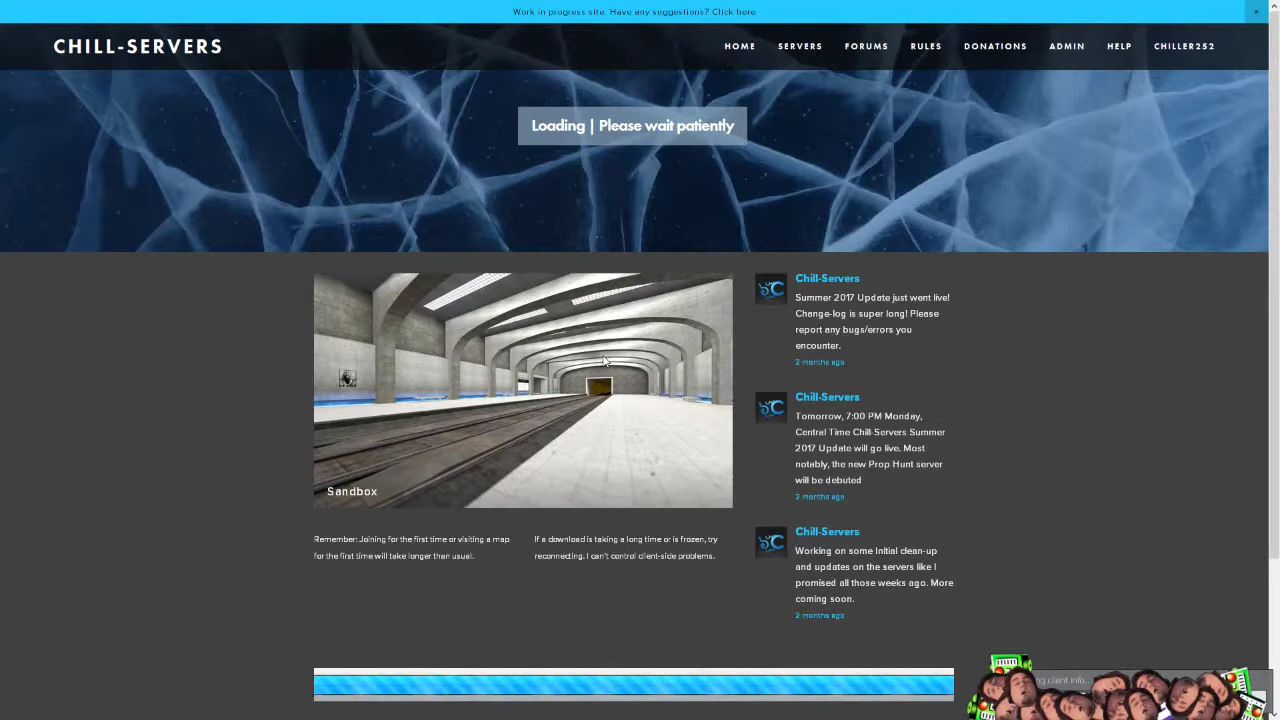 Work in progress site. Have any suggestions? Click here
×
CHILL-SERVERS
HOME SERVERS FORUMS RULES DONATIONS ADMIN HELP CHILLER252
Loading | Please wait patiently
Sandbox
Remember: Joining for the first time or visiting a map
for the first time will take longer than usual.
If a download is taking a long time or is frozen, try
reconnecting. I can't control client-side problems.
Chill-Servers
Summer 2017 Update just went live!
Change-log is super long! Please
report any bugs/errors you
encounter.
2 months ago
Chill-Servers
Tomorrow, 7:00 PM Monday,
Central Time Chill-Servers Summer
2017 Update will go live. Most
notably, the new Prop Hunt server
will be debuted
2 months ago
Chill-Servers
Working on some Initial clean-up
and updates on the servers like I
promised all those weeks ago. More
coming soon.
2 months ago
client info...